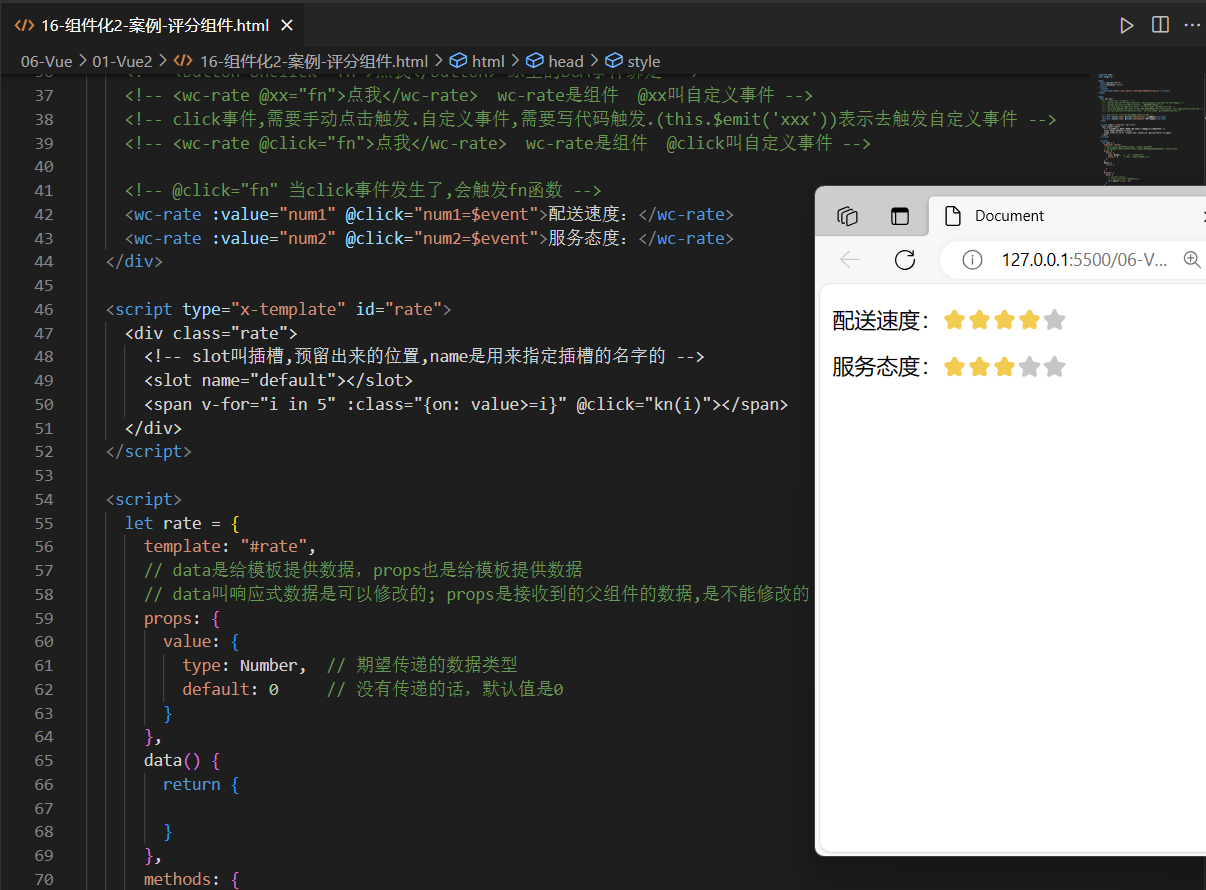 16-组件化2-案例-评分组件.html
06-Vue > 01-Vue2 > 16-组件化2-案例-评分组件.html > html > head > style
37 <!-- <wc-rate @xx="fn">点我</wc-rate>  wc-rate是组件  @xx叫自定义事件 -->
38 <!-- click事件,需要手动点击触发.自定义事件,需要写代码触发.(this.$emit('xxx'))表示去触发自定义事件 -->
39 <!-- <wc-rate @click="fn">点我</wc-rate>  wc-rate是组件  @click叫自定义事件 -->
40
41 <!-- @click="fn" 当click事件发生了,会触发fn函数 -->
42 <wc-rate :value="num1" @click="num1=$event">配送速度：</wc-rate>
43 <wc-rate :value="num2" @click="num2=$event">服务态度：</wc-rate>
44 </div>
45
46 <script type="x-template" id="rate">
47 <div class="rate">
48 <!-- slot叫插槽,预留出来的位置,name是用来指定插槽的名字的 -->
49 <slot name="default"></slot>
50 <span v-for="i in 5" :class="{on: value>=i}" @click="kn(i)"></span>
51 </div>
52 </script>
53
54 <script>
55 let rate = {
56 template: "#rate",
57 // data是给模板提供数据，props也是给模板提供数据
58 // data叫响应式数据是可以修改的; props是接收到的父组件的数据,是不能修改的
59 props: {
60 value: {
61 type: Number,  // 期望传递的数据类型
62 default: 0     // 没有传递的话，默认值是0
63 }
64 },
65 data() {
66 return {
67
68 }
69 },
70 methods: {
Document
127.0.0.1:5500/06-V...
配送速度：
服务态度：